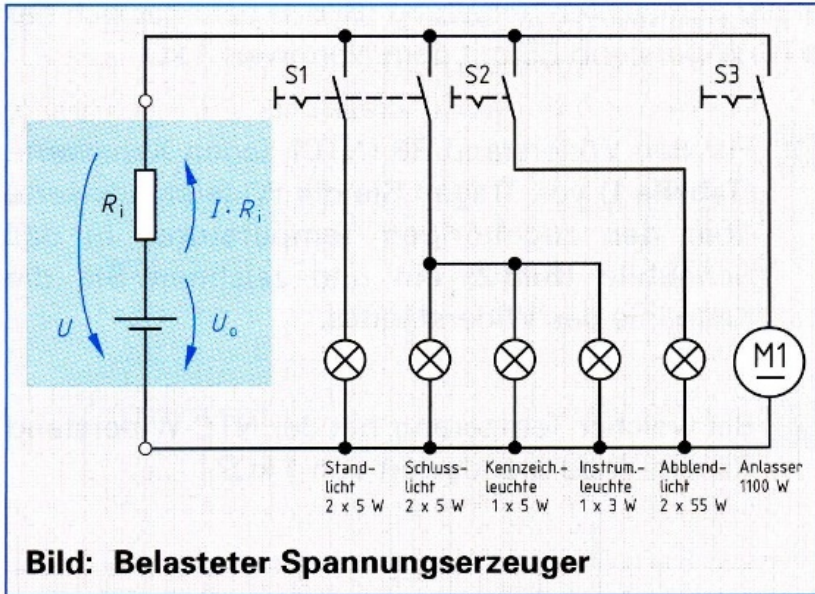 S1
S2
S3
Ri
I · Ri
U
Uo
M1
Stand-
licht
2 x 5 W
Schluss-
licht
2 x 5 W
Kennzeich.-
leuchte
1 x 5 W
Instrum.-
leuchte
1 x 3 W
Abblend-
licht
2 x 55 W
Anlasser
1100 W
Bild: Belasteter Spannungserzeuger